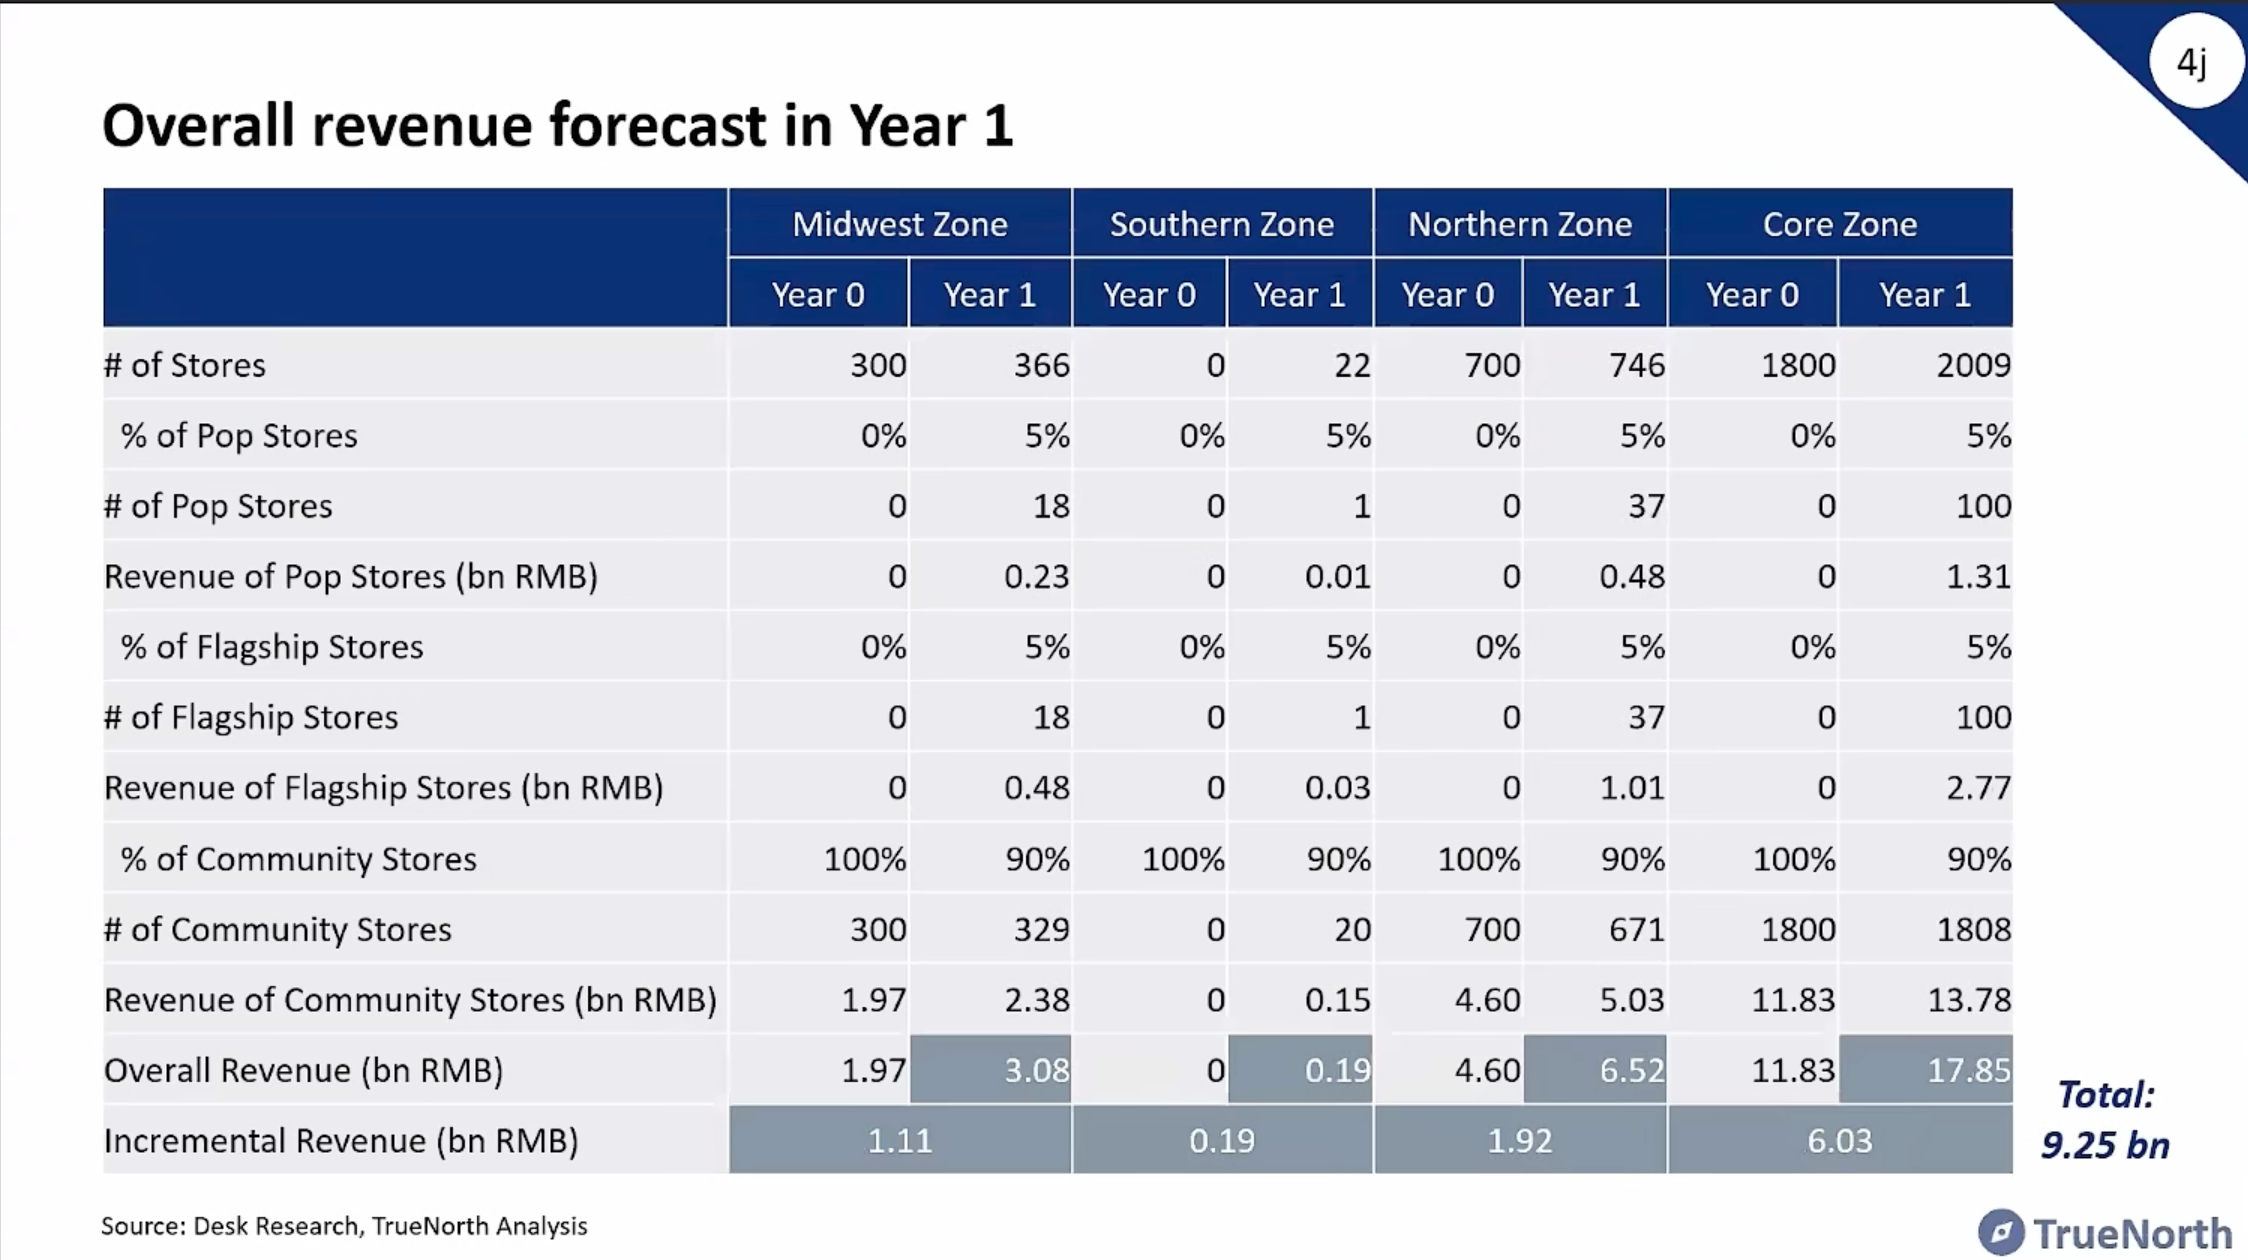 4j
Overall revenue forecast in Year 1
Midwest Zone Southern Zone Northern Zone Core Zone
Year 0 Year 1 Year 0 Year 1 Year 0 Year 1 Year 0 Year 1
# of Stores 300 366 0 22 700 746 1800 2009
% of Pop Stores 0% 5% 0% 5% 0% 5% 0% 5%
# of Pop Stores 0 18 0 1 0 37 0 100
Revenue of Pop Stores (bn RMB) 0 0.23 0 0.01 0 0.48 0 1.31
% of Flagship Stores 0% 5% 0% 5% 0% 5% 0% 5%
# of Flagship Stores 0 18 0 1 0 37 0 100
Revenue of Flagship Stores (bn RMB) 0 0.48 0 0.03 0 1.01 0 2.77
% of Community Stores 100% 90% 100% 90% 100% 90% 100% 90%
# of Community Stores 300 329 0 20 700 671 1800 1808
Revenue of Community Stores (bn RMB) 1.97 2.38 0 0.15 4.60 5.03 11.83 13.78
Overall Revenue (bn RMB) 1.97 3.08 0 0.19 4.60 6.52 11.83 17.85
Incremental Revenue (bn RMB) 1.11 0.19 1.92 6.03
Total:
9.25 bn
Source: Desk Research, TrueNorth Analysis
TrueNorth